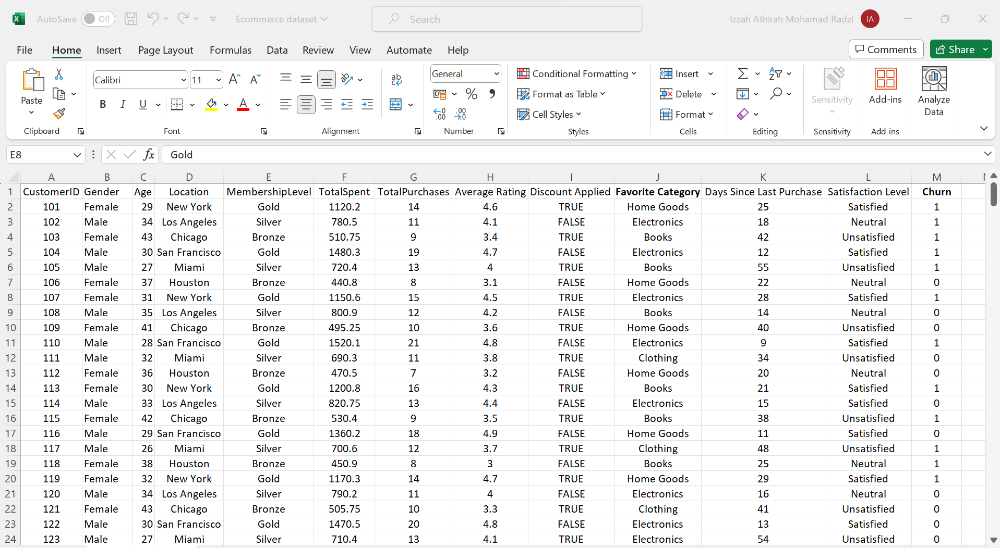 AutoSave Off Ecommerce dataset Search Izzah Athirah Mohamad Radzi IA
File Home Insert Page Layout Formulas Data Review View Automate Help Comments Share
Paste Calibri 11 B I U A General Conditional Formatting Format as Table Cell Styles Insert Delete Format Sensitivity Add-ins Analyze Data
Clipboard Font Alignment Number Styles Cells Editing Sensitivity Add-ins
E8 fx Gold
A B C D E F G H I J K L M
1 CustomerID Gender Age Location MembershipLevel TotalSpent TotalPurchases Average Rating Discount Applied Favorite Category Days Since Last Purchase Satisfaction Level Churn
2 101 Female 29 New York Gold 1120.2 14 4.6 TRUE Home Goods 25 Satisfied 1
3 102 Male 34 Los Angeles Silver 780.5 11 4.1 FALSE Electronics 18 Neutral 1
4 103 Female 43 Chicago Bronze 510.75 9 3.4 TRUE Books 42 Unsatisfied 1
5 104 Male 30 San Francisco Gold 1480.3 19 4.7 FALSE Electronics 12 Satisfied 1
6 105 Male 27 Miami Silver 720.4 13 4 TRUE Books 55 Unsatisfied 1
7 106 Female 37 Houston Bronze 440.8 8 3.1 FALSE Home Goods 22 Neutral 0
8 107 Female 31 New York Gold 1150.6 15 4.5 TRUE Electronics 28 Satisfied 1
9 108 Male 35 Los Angeles Silver 800.9 12 4.2 FALSE Books 14 Neutral 0
10 109 Female 41 Chicago Bronze 495.25 10 3.6 TRUE Home Goods 40 Unsatisfied 0
11 110 Male 28 San Francisco Gold 1520.1 21 4.8 FALSE Electronics 9 Satisfied 1
12 111 Male 32 Miami Silver 690.3 11 3.8 TRUE Clothing 34 Unsatisfied 0
13 112 Female 36 Houston Bronze 470.5 7 3.2 FALSE Home Goods 20 Neutral 0
14 113 Female 30 New York Gold 1200.8 16 4.3 TRUE Books 21 Satisfied 1
15 114 Male 33 Los Angeles Silver 820.75 13 4.4 FALSE Electronics 15 Satisfied 0
16 115 Female 42 Chicago Bronze 530.4 9 3.5 TRUE Books 38 Unsatisfied 1
17 116 Male 29 San Francisco Gold 1360.2 18 4.9 FALSE Home Goods 11 Satisfied 0
18 117 Male 26 Miami Silver 700.6 12 3.7 TRUE Clothing 48 Unsatisfied 1
19 118 Female 38 Houston Bronze 450.9 8 3 FALSE Books 25 Neutral 1
20 119 Female 32 New York Gold 1170.3 14 4.7 TRUE Home Goods 29 Satisfied 1
21 120 Male 34 Los Angeles Silver 790.2 11 4 FALSE Electronics 16 Neutral 0
22 121 Female 43 Chicago Bronze 505.75 10 3.3 TRUE Clothing 41 Unsatisfied 0
23 122 Male 30 San Francisco Gold 1470.5 20 4.8 FALSE Electronics 13 Satisfied 0
24 123 Male 27 Miami Silver 710.4 13 4.1 TRUE Electronics 54 Unsatisfied 0